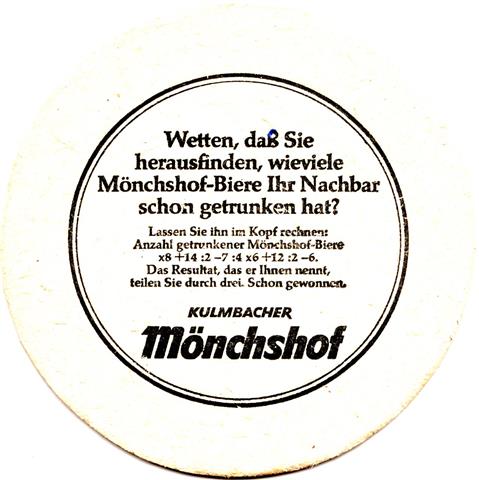 Wetten, daß Sie
herausfinden, wieviele
Mönchshof-Biere Ihr Nachbar
schon getrunken hat?
Lassen Sie ihn im Kopf rechnen:
Anzahl getrunkener Mönchshof-Biere
x8 +14 :2 –7 :4 x6 +12 :2 –6.
Das Resultat, das er Ihnen nennt,
teilen Sie durch drei. Schon gewonnen.
KULMBACHER
Mönchshof